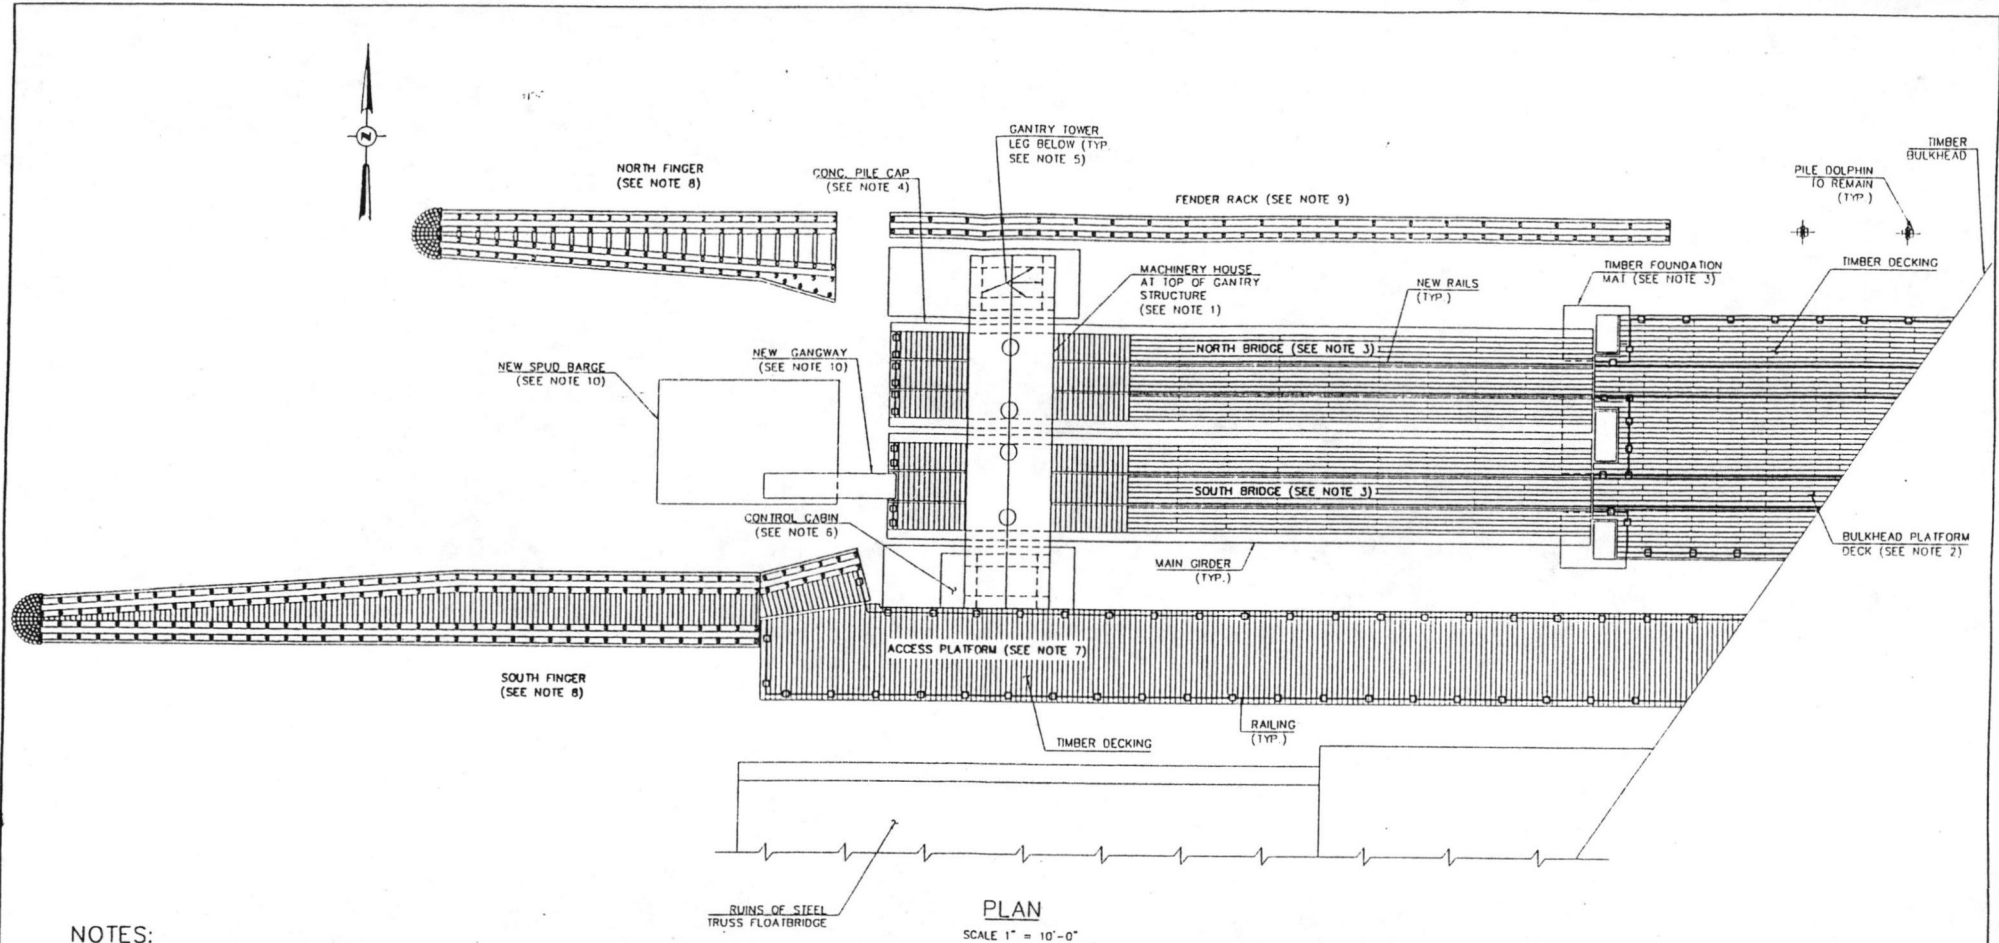 N
NORTH FINGER
(SEE NOTE 8)
CONC. PILE CAP
(SEE NOTE 4)
GANTRY TOWER
LEG BELOW (TYP.
SEE NOTE 5)
FENDER RACK (SEE NOTE 9)
TIMBER
BULKHEAD
PILE DOLPHIN
TO REMAIN
(TYP.)
MACHINERY HOUSE
AT TOP OF GANTRY
STRUCTURE
(SEE NOTE 1)
NEW RAILS
(TYP.)
TIMBER FOUNDATION
MAT (SEE NOTE 3)
TIMBER DECKING
NEW SPUD BARGE
(SEE NOTE 10)
NEW GANGWAY
(SEE NOTE 10)
NORTH BRIDGE (SEE NOTE 3)
SOUTH BRIDGE (SEE NOTE 3)
CONTROL CABIN
(SEE NOTE 6)
MAIN GIRDER
(TYP.)
BULKHEAD PLATFORM
DECK (SEE NOTE 2)
ACCESS PLATFORM (SEE NOTE 7)
SOUTH FINGER
(SEE NOTE 8)
TIMBER DECKING
RAILING
(TYP.)
RUINS OF STEEL
TRUSS FLOATBRIDGE
PLAN
SCALE 1" = 10'-0"
NOTES: